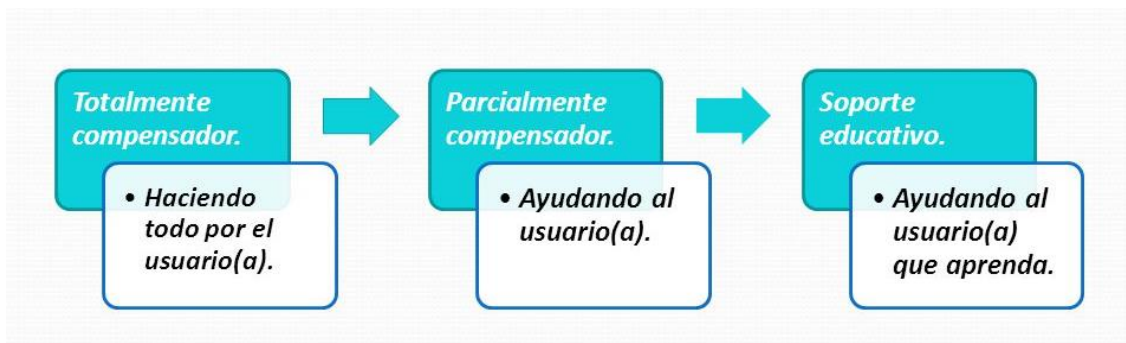 Totalmente
compensador.
• Haciendo
todo por el
usuario(a).
Parcialmente
compensador.
• Ayudando al
usuario(a).
Soporte
educativo.
• Ayudando al
usuario(a)
que aprenda.